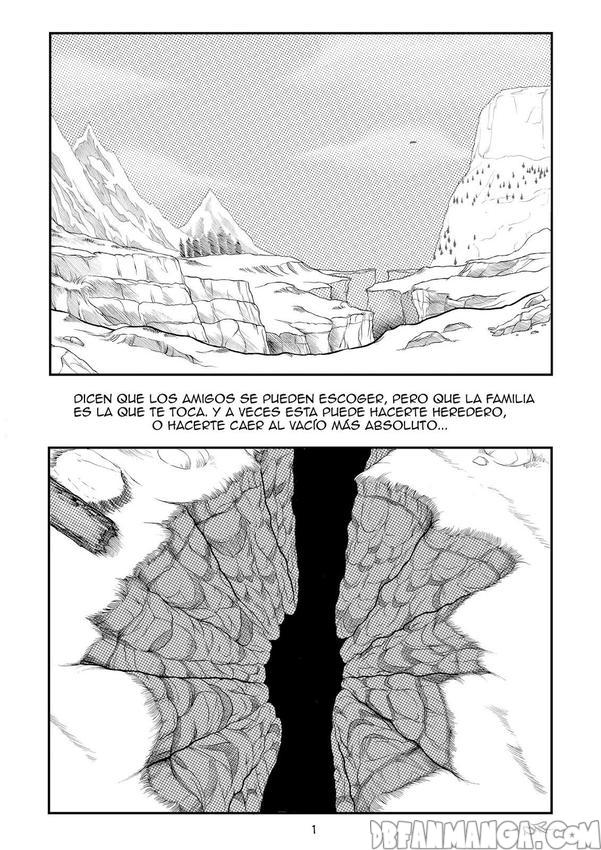 DICEN QUE LOS AMIGOS SE PUEDEN ESCOGER, PERO QUE LA FAMILIA
ES LA QUE TE TOCA. Y A VECES ESTA PUEDE HACERTE HEREDERO,
O HACERTE CAER AL VACÍO MÁS ABSOLUTO...
1
DBFANMANGA.COM